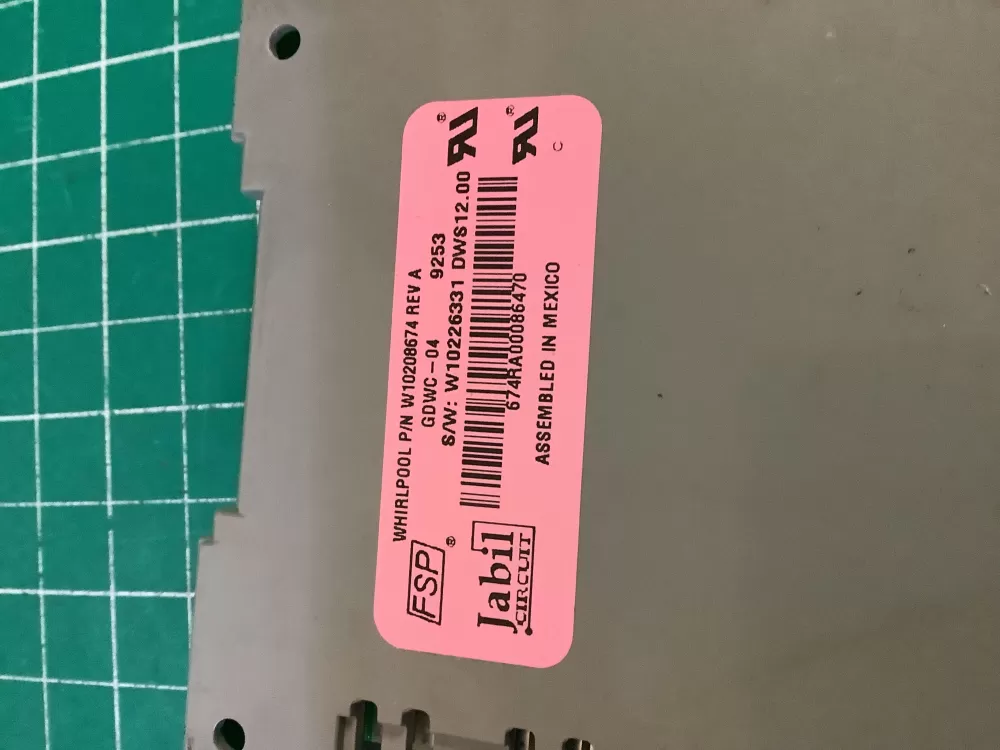 WHIRLPOOL P/N W10208674 REV A
GDWC-04 9253
S/W: W10226331 DWS12.00
674RA00086470
ASSEMBLED IN MEXICO
C
FSP®
Jabil
CIRCUIT